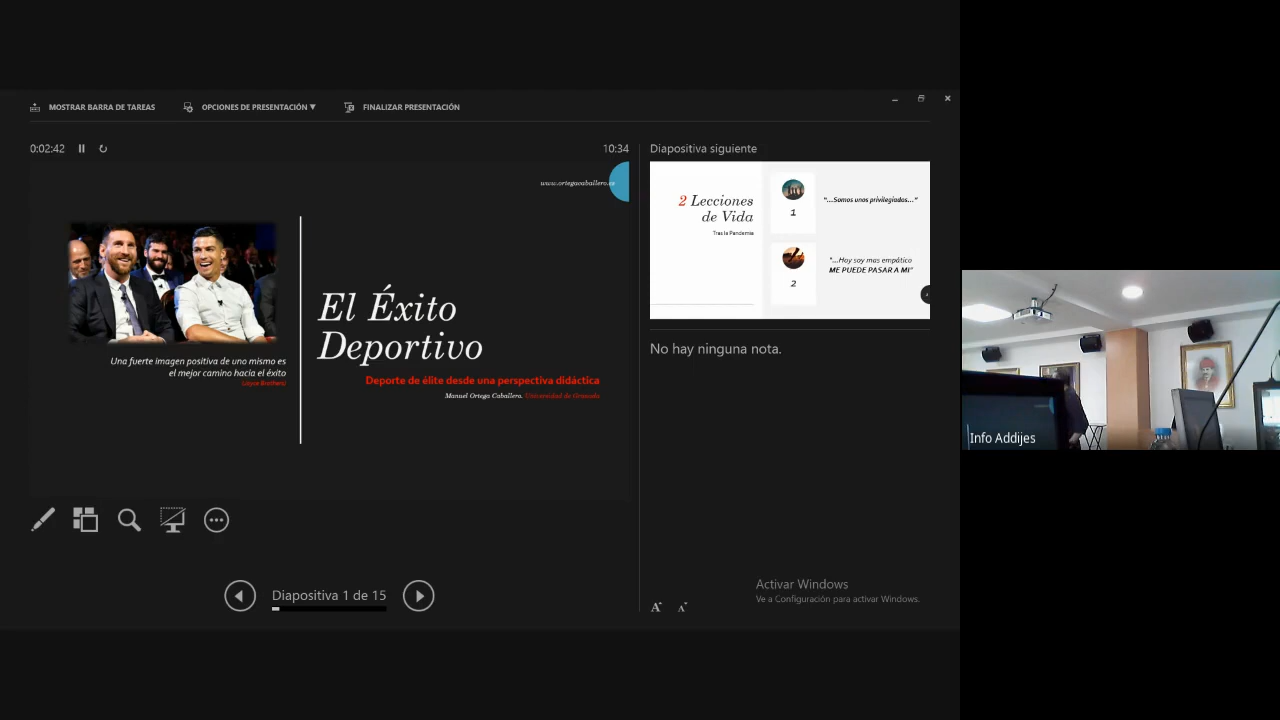 MOSTRAR BARRA DE TAREAS
OPCIONES DE PRESENTACIÓN ▼
FINALIZAR PRESENTACIÓN
0:02:42
10:34
www.ortegacaballero.es
El Éxito
Deportivo
Una fuerte imagen positiva de uno mismo es
el mejor camino hacia el éxito
(Joyce Brothers)
Deporte de élite desde una perspectiva didáctica
Manuel Ortega Caballero. Universidad de Granada
Diapositiva 1 de 15
Diapositiva siguiente
2 Lecciones
de Vida
Tras la Pandemia
1
"...Somos unos privilegiados..."
2
"...Hoy soy mas empático
ME PUEDE PASAR A MI"
No hay ninguna nota.
Activar Windows
Ve a Configuración para activar Windows.
A A
Info Addijes